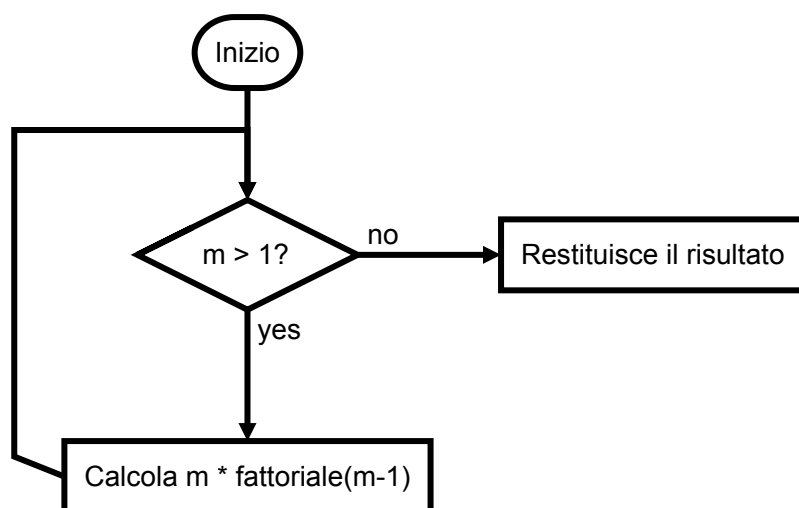 Inizio
m > 1?
no
Restituisce il risultato
yes
Calcola m * fattoriale(m-1)